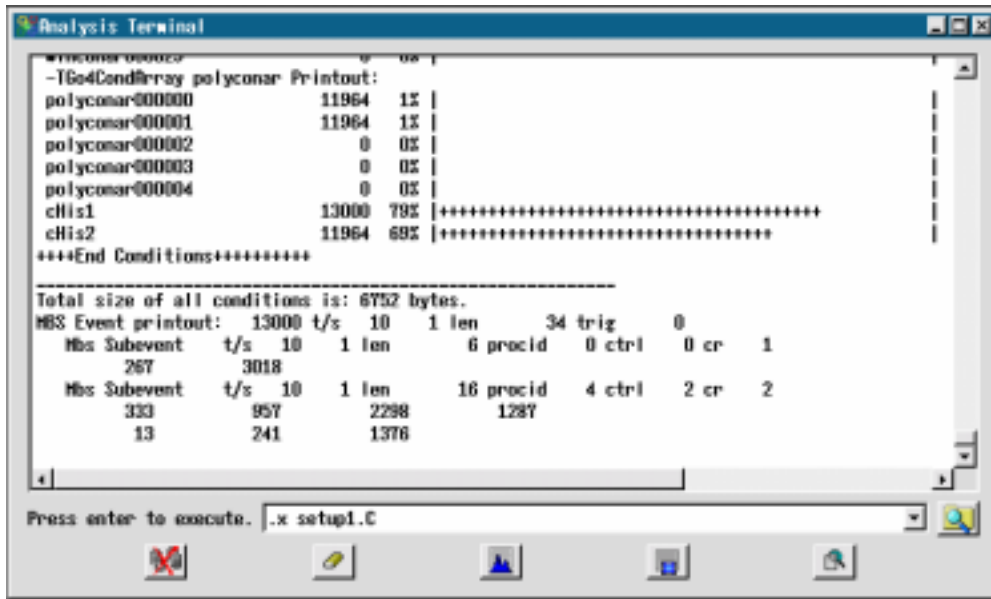 Analysis Terminal
winconar000025 0 0% |
-TGo4CondArray polyconar Printout:
polyconar000000 11964 1% | |
polyconar000001 11964 1% | |
polyconar000002 0 0% | |
polyconar000003 0 0% | |
polyconar000004 0 0% | |
cHis1 13000 79% |+++++++++++++++++++++++++++++++++++++++ |
cHis2 11964 69% |++++++++++++++++++++++++++++++++++ |
++++End Conditions++++++++++
____________________________________________________________
Total size of all conditions is: 6752 bytes.
MBS Event printout: 13000 t/s 10 1 len 34 trig 0
Mbs Subevent t/s 10 1 len 6 procid 0 ctrl 0 cr 1
267 3018
Mbs Subevent t/s 10 1 len 16 procid 4 ctrl 2 cr 2
333 957 2298 1287
13 241 1376
Press enter to execute. .x setup1.C